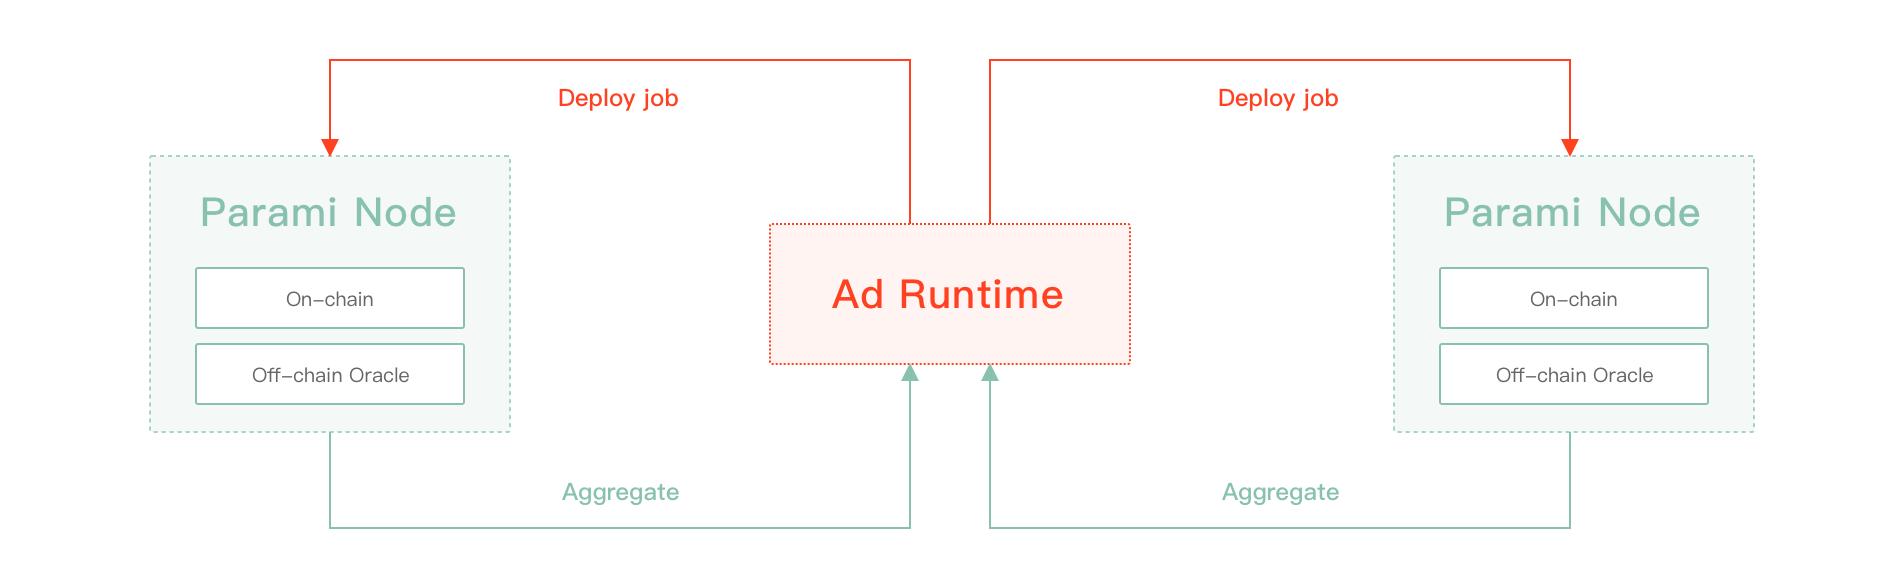 Deploy job
Deploy job
Parami Node
On-chain
Off-chain Oracle
Ad Runtime
Parami Node
On-chain
Off-chain Oracle
Aggregate
Aggregate